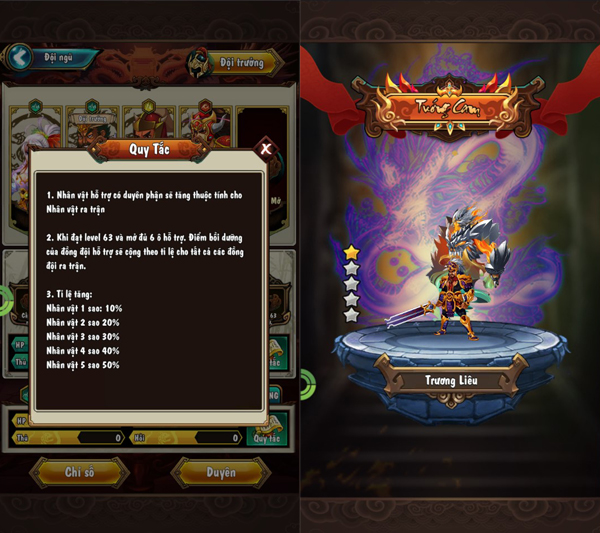 Đội ngũ
Đội trưởng
Đội trưởng
Quy Tắc
X
Mở
1. Nhân vật hỗ trợ có duyên phận sẽ tăng thuộc tính cho
Nhân vật ra trận
2. Khi đạt level 63 và mở đủ 6 ô hỗ trợ. Điểm bồi dưỡng
của đồng đội hỗ trợ sẽ cộng theo tỉ lệ cho tất cả các đồng
đội ra trận.
3. Tỉ lệ tăng:
Nhân vật 1 sao: 10%
Nhân vật 2 sao 20%
Nhân vật 3 sao 30%
Nhân vật 4 sao 40%
Nhân vật 5 sao 50%
HP
Thủ
HP
Thủ
0
Hồi
0
Quy tắc
Chỉ số
Duyên
Tướng Cam
Trương Liêu